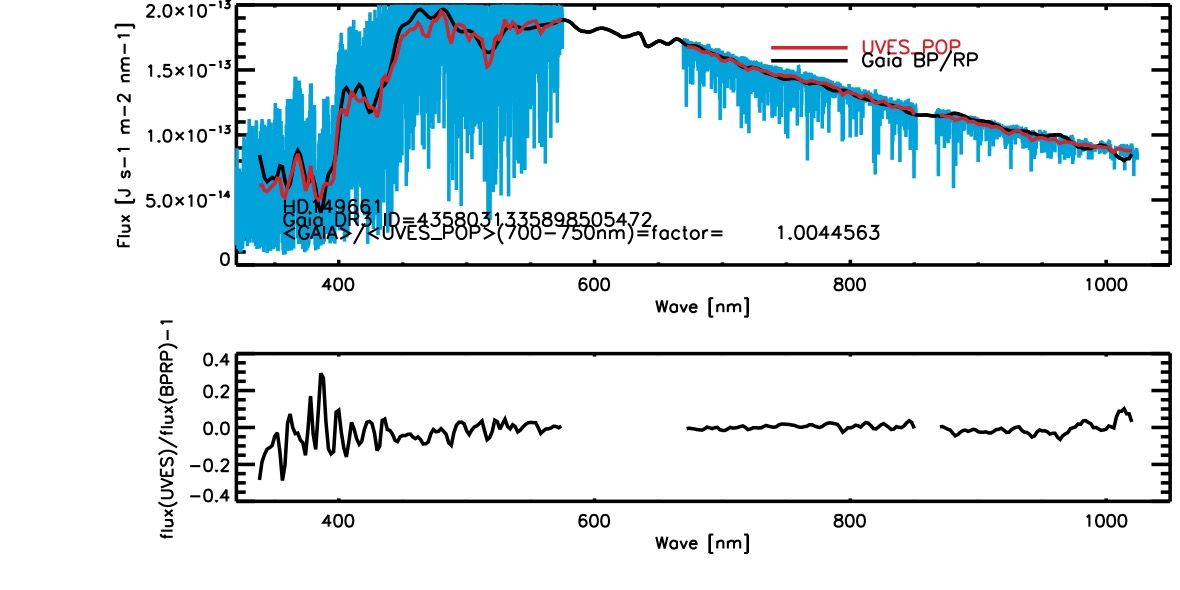 2.0×10−13
1.5×10−13
1.0×10−13
5.0×10−14
0
Flux [J s−1 m−2 nm−1]
UVES_POP
Gaia BP/RP
HD149661
Gaia DR3 ID=4358031335898505472
<GAIA>/<UVES_POP>(700−750nm)=factor= 1.0044563
400 600 800 1000
Wave [nm]
flux(UVES)/flux(BPRP)−1
0.4
0.2
0.0
−0.2
−0.4
400 600 800 1000
Wave [nm]